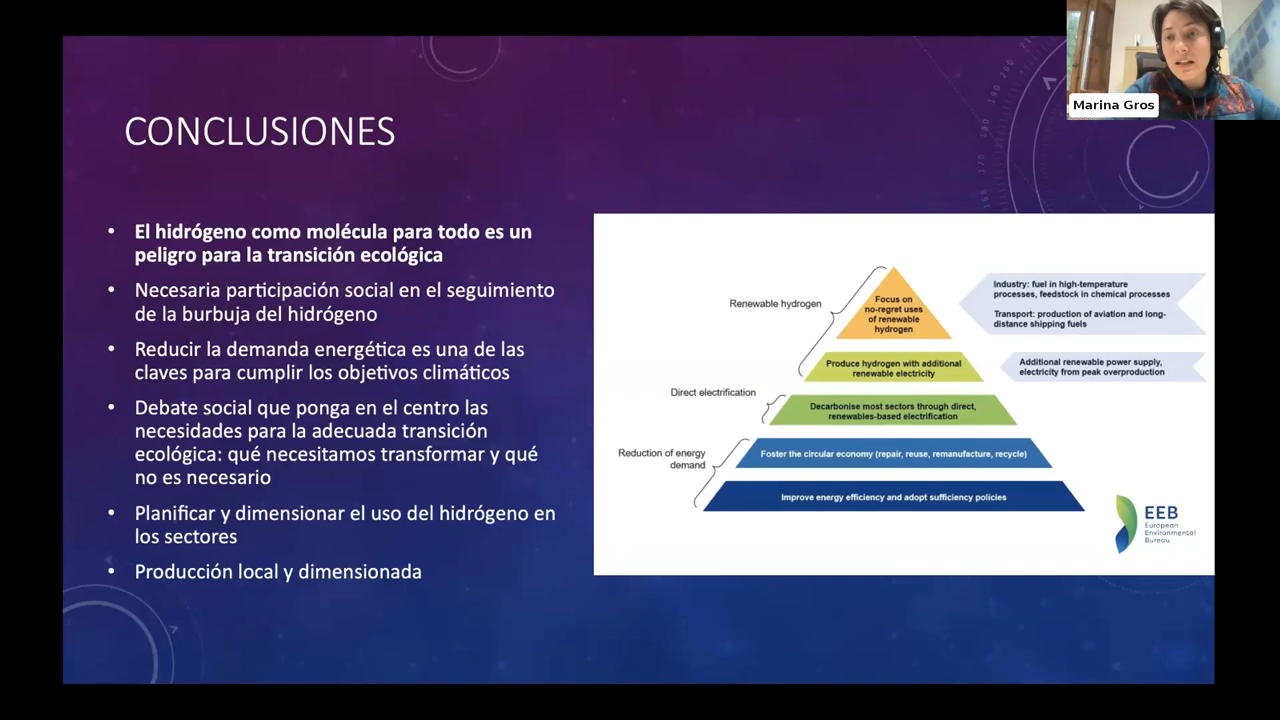 Marina Gros
CONCLUSIONES
• El hidrógeno como molécula para todo es un
peligro para la transición ecológica
• Necesaria participación social en el seguimiento
de la burbuja del hidrógeno
• Reducir la demanda energética es una de las
claves para cumplir los objetivos climáticos
• Debate social que ponga en el centro las
necesidades para la adecuada transición
ecológica: qué necesitamos transformar y qué
no es necesario
• Planificar y dimensionar el uso del hidrógeno en
los sectores
• Producción local y dimensionada
Renewable hydrogen
Focus on
no-regret uses
of renewable
hydrogen
Industry: fuel in high-temperature
processes, feedstock in chemical processes
Transport: production of aviation and long-
distance shipping fuels
Produce hydrogen with additional
renewable electricity
Additional renewable power supply,
electricity from peak overproduction
Direct electrification
Decarbonise most sectors through direct,
renewables-based electrification
Reduction of energy
demand
Foster the circular economy (repair, reuse, remanufacture, recycle)
Improve energy efficiency and adopt sufficiency policies
EEB
European
Environmental
Bureau